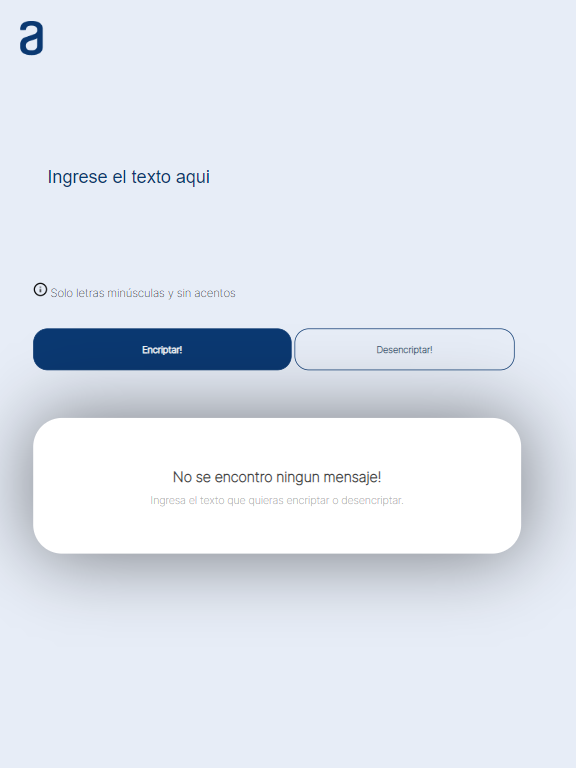 a
Ingrese el texto aqui
Solo letras minúsculas y sin acentos
Encriptar!
Desencriptar!
No se encontro ningun mensaje!
Ingresa el texto que quieras encriptar o desencriptar.